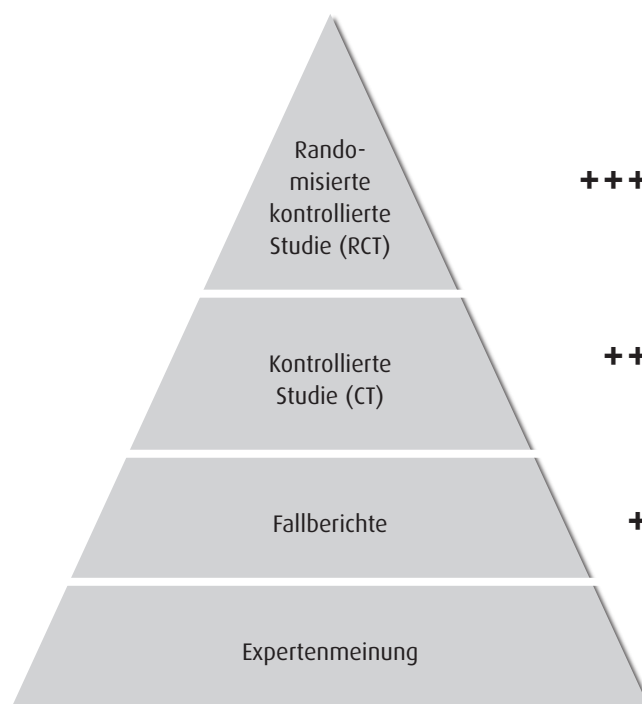 Rando-
misierte
kontrollierte
Studie (RCT)
+++
Kontrollierte
Studie (CT)
++
Fallberichte
+
Expertenmeinung